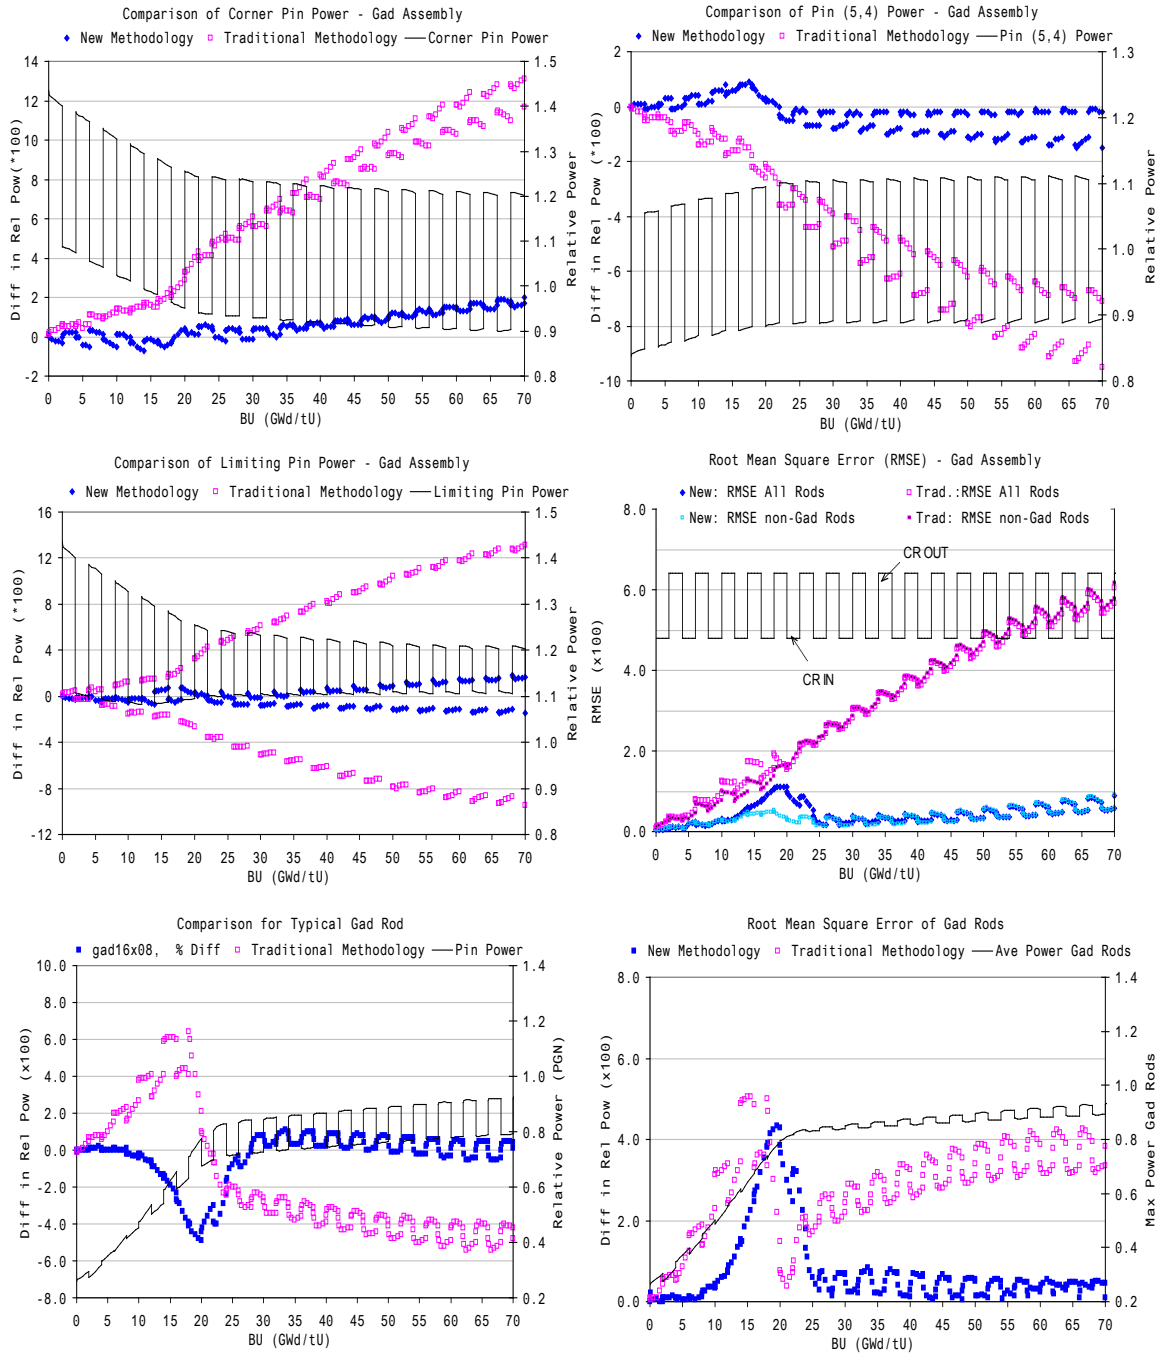 Comparison of Corner Pin Power - Gad Assembly
New Methodology Traditional Methodology Corner Pin Power
Diff in Rel Pow(*100)
14
12
10
8
6
4
2
0
-2
1.5
1.4
1.3
1.2
1.1
1.0
0.9
0.8
Relative Power
0 5 10 15 20 25 30 35 40 45 50 55 60 65 70
BU (GWd/tU)
Comparison of Pin (5,4) Power - Gad Assembly
New Methodology Traditional Methodology Pin (5,4) Power
Diff in Rel Pow (*100)
2
0
-2
-4
-6
-8
-10
1.3
1.2
1.1
1.0
0.9
0.8
Relative Power
0 5 10 15 20 25 30 35 40 45 50 55 60 65 70
BU (GWd/tU)
Comparison of Limiting Pin Power - Gad Assembly
New Methodology Traditional Methodology Limiting Pin Power
Diff in Rel Pow (*100)
16
12
8
4
0
-4
-8
-12
1.5
1.4
1.3
1.2
1.1
1.0
0.9
0.8
Relative Power
0 5 10 15 20 25 30 35 40 45 50 55 60 65 70
BU (GWd/tU)
Root Mean Square Error (RMSE) - Gad Assembly
New: RMSE All Rods Trad.:RMSE All Rods
New: RMSE non-Gad Rods Trad: RMSE non-Gad Rods
RMSE (x100)
8.0
6.0
4.0
2.0
0.0
CR OUT
CR IN
0 5 10 15 20 25 30 35 40 45 50 55 60 65 70
BU (GWd/tU)
Comparison for Typical Gad Rod
gad16x08, % Diff Traditional Methodology Pin Power
Diff in Rel Pow (x100)
10.0
8.0
6.0
4.0
2.0
0.0
-2.0
-4.0
-6.0
-8.0
1.4
1.2
1.0
0.8
0.6
0.4
0.2
Relative Power (PGN)
0 5 10 15 20 25 30 35 40 45 50 55 60 65 70
BU (GWd/tU)
Root Mean Square Error of Gad Rods
New Methodology Traditional Methodology Ave Power Gad Rods
Diff in Rel Pow (x100)
8.0
6.0
4.0
2.0
0.0
1.4
1.2
1.0
0.8
0.6
0.4
0.2
Max Power Gad Rods
0 5 10 15 20 25 30 35 40 45 50 55 60 65 70
BU (GWd/tU)